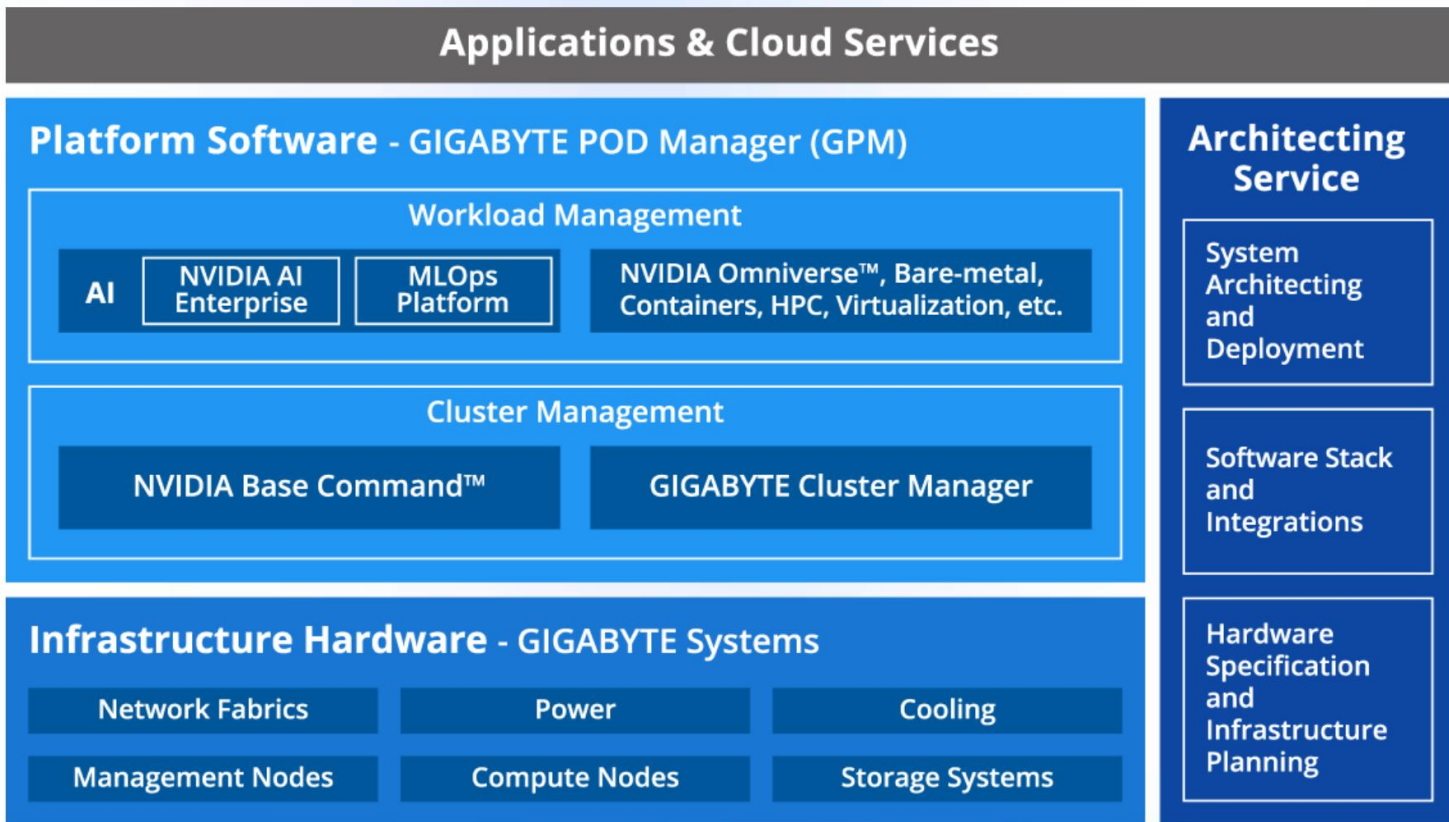 Applications & Cloud Services
Platform Software - GIGABYTE POD Manager (GPM)
Workload Management
AI
NVIDIA AI
Enterprise
MLOps
Platform
NVIDIA Omniverse™, Bare-metal,
Containers, HPC, Virtualization, etc.
Cluster Management
NVIDIA Base Command™
GIGABYTE Cluster Manager
Infrastructure Hardware - GIGABYTE Systems
Network Fabrics
Power
Cooling
Management Nodes
Compute Nodes
Storage Systems
Architecting
Service
System
Architecting
and
Deployment
Software Stack
and
Integrations
Hardware
Specification
and
Infrastructure
Planning